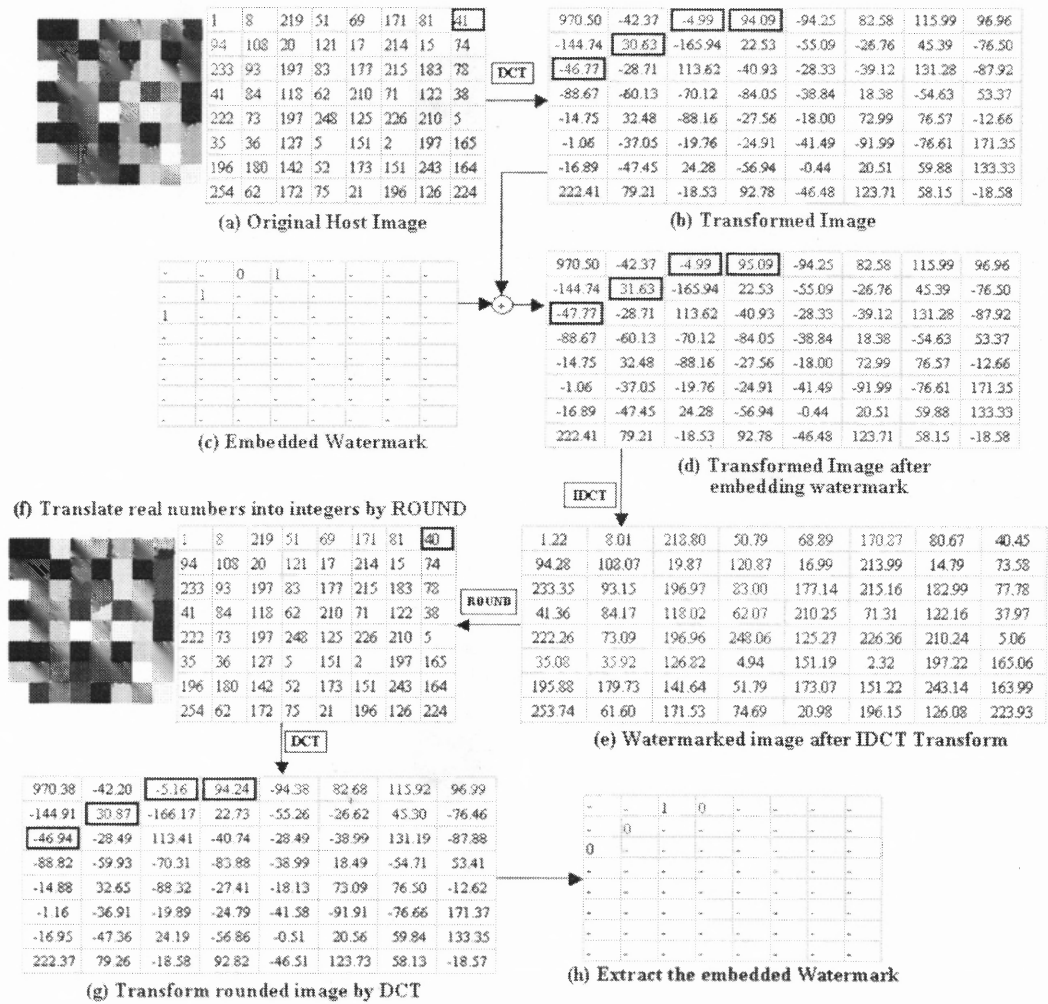 1 8 219 51 69 171 81 41
94 108 20 121 17 214 15 74
233 93 197 83 177 215 183 78
41 84 118 62 210 71 122 38
222 73 197 248 125 226 210 5
35 36 127 5 151 2 197 165
196 180 142 52 173 151 243 164
254 62 172 75 21 196 126 224
(a) Original Host Image
DCT
970.50 -42.37 -4.99 94.09 -94.25 82.58 115.99 96.96
-144.74 30.63 -165.94 22.53 -55.09 -26.76 45.39 -76.50
-46.77 -28.71 113.62 -40.93 -28.33 -39.12 131.28 -87.92
-88.67 -60.13 -70.12 -84.05 -38.84 18.38 -54.63 53.37
-14.75 32.48 -88.16 -27.56 -18.00 72.99 76.57 -12.66
-1.06 -37.05 -19.76 -24.91 -41.49 -91.99 -76.61 171.35
-16.89 -47.45 24.28 -56.94 -0.44 20.51 59.88 133.33
222.41 79.21 -18.53 92.78 -46.48 123.71 58.15 -18.58
(b) Transformed Image
- - 0 1 - - - -
- 1 - - - - - -
1 - - - - - - -
- - - - - - - -
- - - - - - - -
- - - - - - - -
- - - - - - - -
- - - - - - - -
(c) Embedded Watermark
+
970.50 -42.37 -4.99 95.09 -94.25 82.58 115.99 96.96
-144.74 31.63 -165.94 22.53 -55.09 -26.76 45.39 -76.50
-47.77 -28.71 113.62 -40.93 -28.33 -39.12 131.28 -87.92
-88.67 -60.13 -70.12 -84.05 -38.84 18.38 -54.63 53.37
-14.75 32.48 -88.16 -27.56 -18.00 72.99 76.57 -12.66
-1.06 -37.05 -19.76 -24.91 -41.49 -91.99 -76.61 171.35
-16.89 -47.45 24.28 -56.94 -0.44 20.51 59.88 133.33
222.41 79.21 -18.53 92.78 -46.48 123.71 58.15 -18.58
(d) Transformed Image after
embedding watermark
IDCT
(f) Translate real numbers into integers by ROUND
1 8 219 51 69 171 81 40
94 108 20 121 17 214 15 74
233 93 197 83 177 215 183 78
41 84 118 62 210 71 122 38
222 73 197 248 125 226 210 5
35 36 127 5 151 2 197 165
196 180 142 52 173 151 243 164
254 62 172 75 21 196 126 224
ROUND
1.22 8.01 218.80 50.79 68.89 170.87 80.67 40.45
94.28 108.07 19.87 120.87 16.99 213.99 14.79 73.58
233.35 93.15 196.97 83.00 177.14 215.16 182.99 77.78
41.36 84.17 118.02 62.07 210.25 71.31 122.16 37.97
222.26 73.09 196.96 248.06 125.27 226.36 210.24 5.06
35.08 35.92 126.82 4.94 151.19 2.32 197.22 165.06
195.88 179.73 141.64 51.79 173.07 151.22 243.14 163.99
253.74 61.60 171.53 74.69 20.98 196.15 126.08 223.93
(e) Watermarked image after IDCT Transform
DCT
970.38 -42.20 -5.16 94.24 -94.38 82.68 115.92 96.99
-144.91 30.87 -166.17 22.73 -55.26 -26.62 45.30 -76.46
-46.94 -28.49 113.41 -40.74 -28.49 -38.99 131.19 -87.88
-88.82 -59.93 -70.31 -83.88 -38.99 18.49 -54.71 53.41
-14.88 32.65 -88.32 -27.41 -18.13 73.09 76.50 -12.62
-1.16 -36.91 -19.89 -24.79 -41.58 -91.91 -76.66 171.37
-16.95 -47.36 24.19 -56.86 -0.51 20.56 59.84 133.35
222.37 79.26 -18.58 92.82 -46.51 123.73 58.13 -18.57
(g) Transform rounded image by DCT
- - 1 0 - - - -
- 0 - - - - - -
0 - - - - - - -
- - - - - - - -
- - - - - - - -
- - - - - - - -
- - - - - - - -
- - - - - - - -
(h) Extract the embedded Watermark